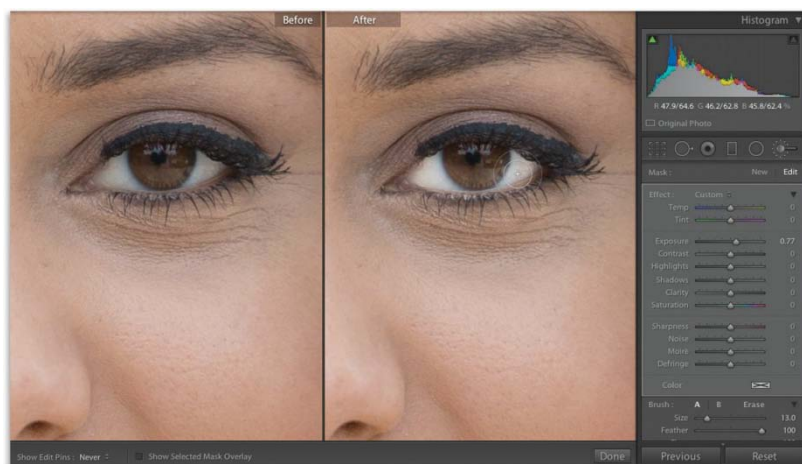 Before After Histogram
R 47.9/64.6 G 46.2/62.8 B 45.8/62.4 %
Original Photo
Mask : New Edit
Effect : Custom
Temp 0
Tint 0
Exposure 0.77
Contrast 0
Highlights 0
Shadows 0
Clarity 0
Saturation 0
Sharpness 0
Noise 0
Moiré 0
Defringe 0
Color
Brush : A B Erase
Size 13.0
Feather 100
Show Edit Pins : Never Show Selected Mask Overlay Done Previous Reset